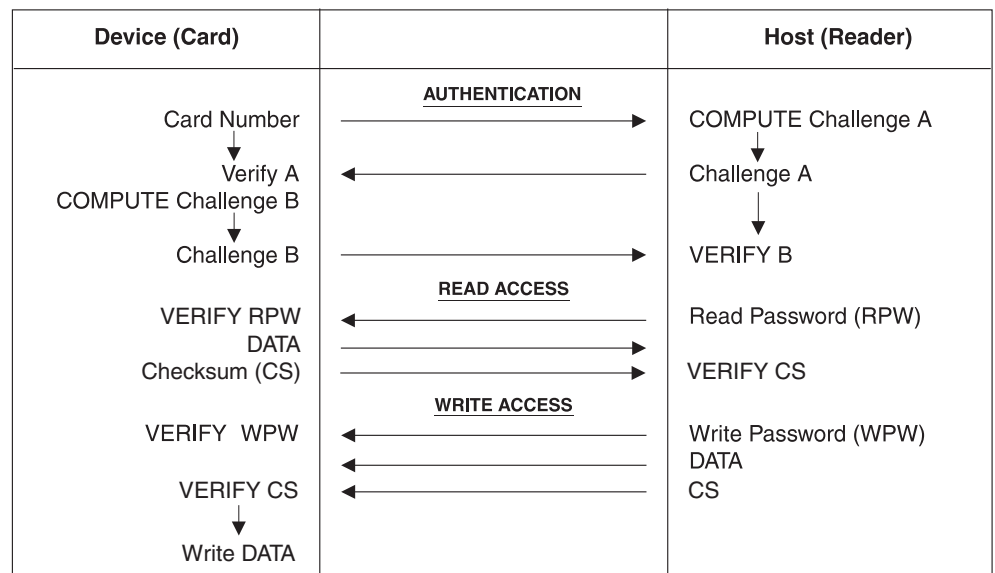 Device (Card) Host (Reader)
AUTHENTICATION
Card Number COMPUTE Challenge A
Verify A Challenge A
COMPUTE Challenge B
Challenge B VERIFY B
READ ACCESS
VERIFY RPW Read Password (RPW)
DATA
Checksum (CS) VERIFY CS
WRITE ACCESS
VERIFY WPW Write Password (WPW)
DATA
VERIFY CS CS
Write DATA